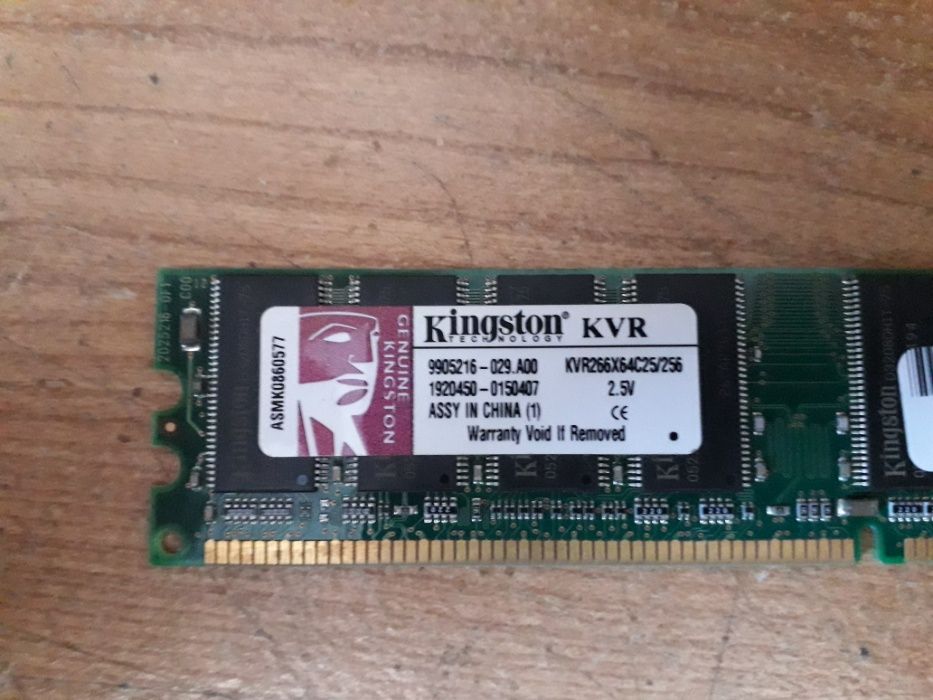 ASMK0860577
GENUINE
KINGSTON
Kingston® KVR
TECHNOLOGY
9905216-029.A00 KVR266X64C25/256
1920450-0150407 2.5V
ASSY IN CHINA (1) CE
Warranty Void If Removed
Kingston